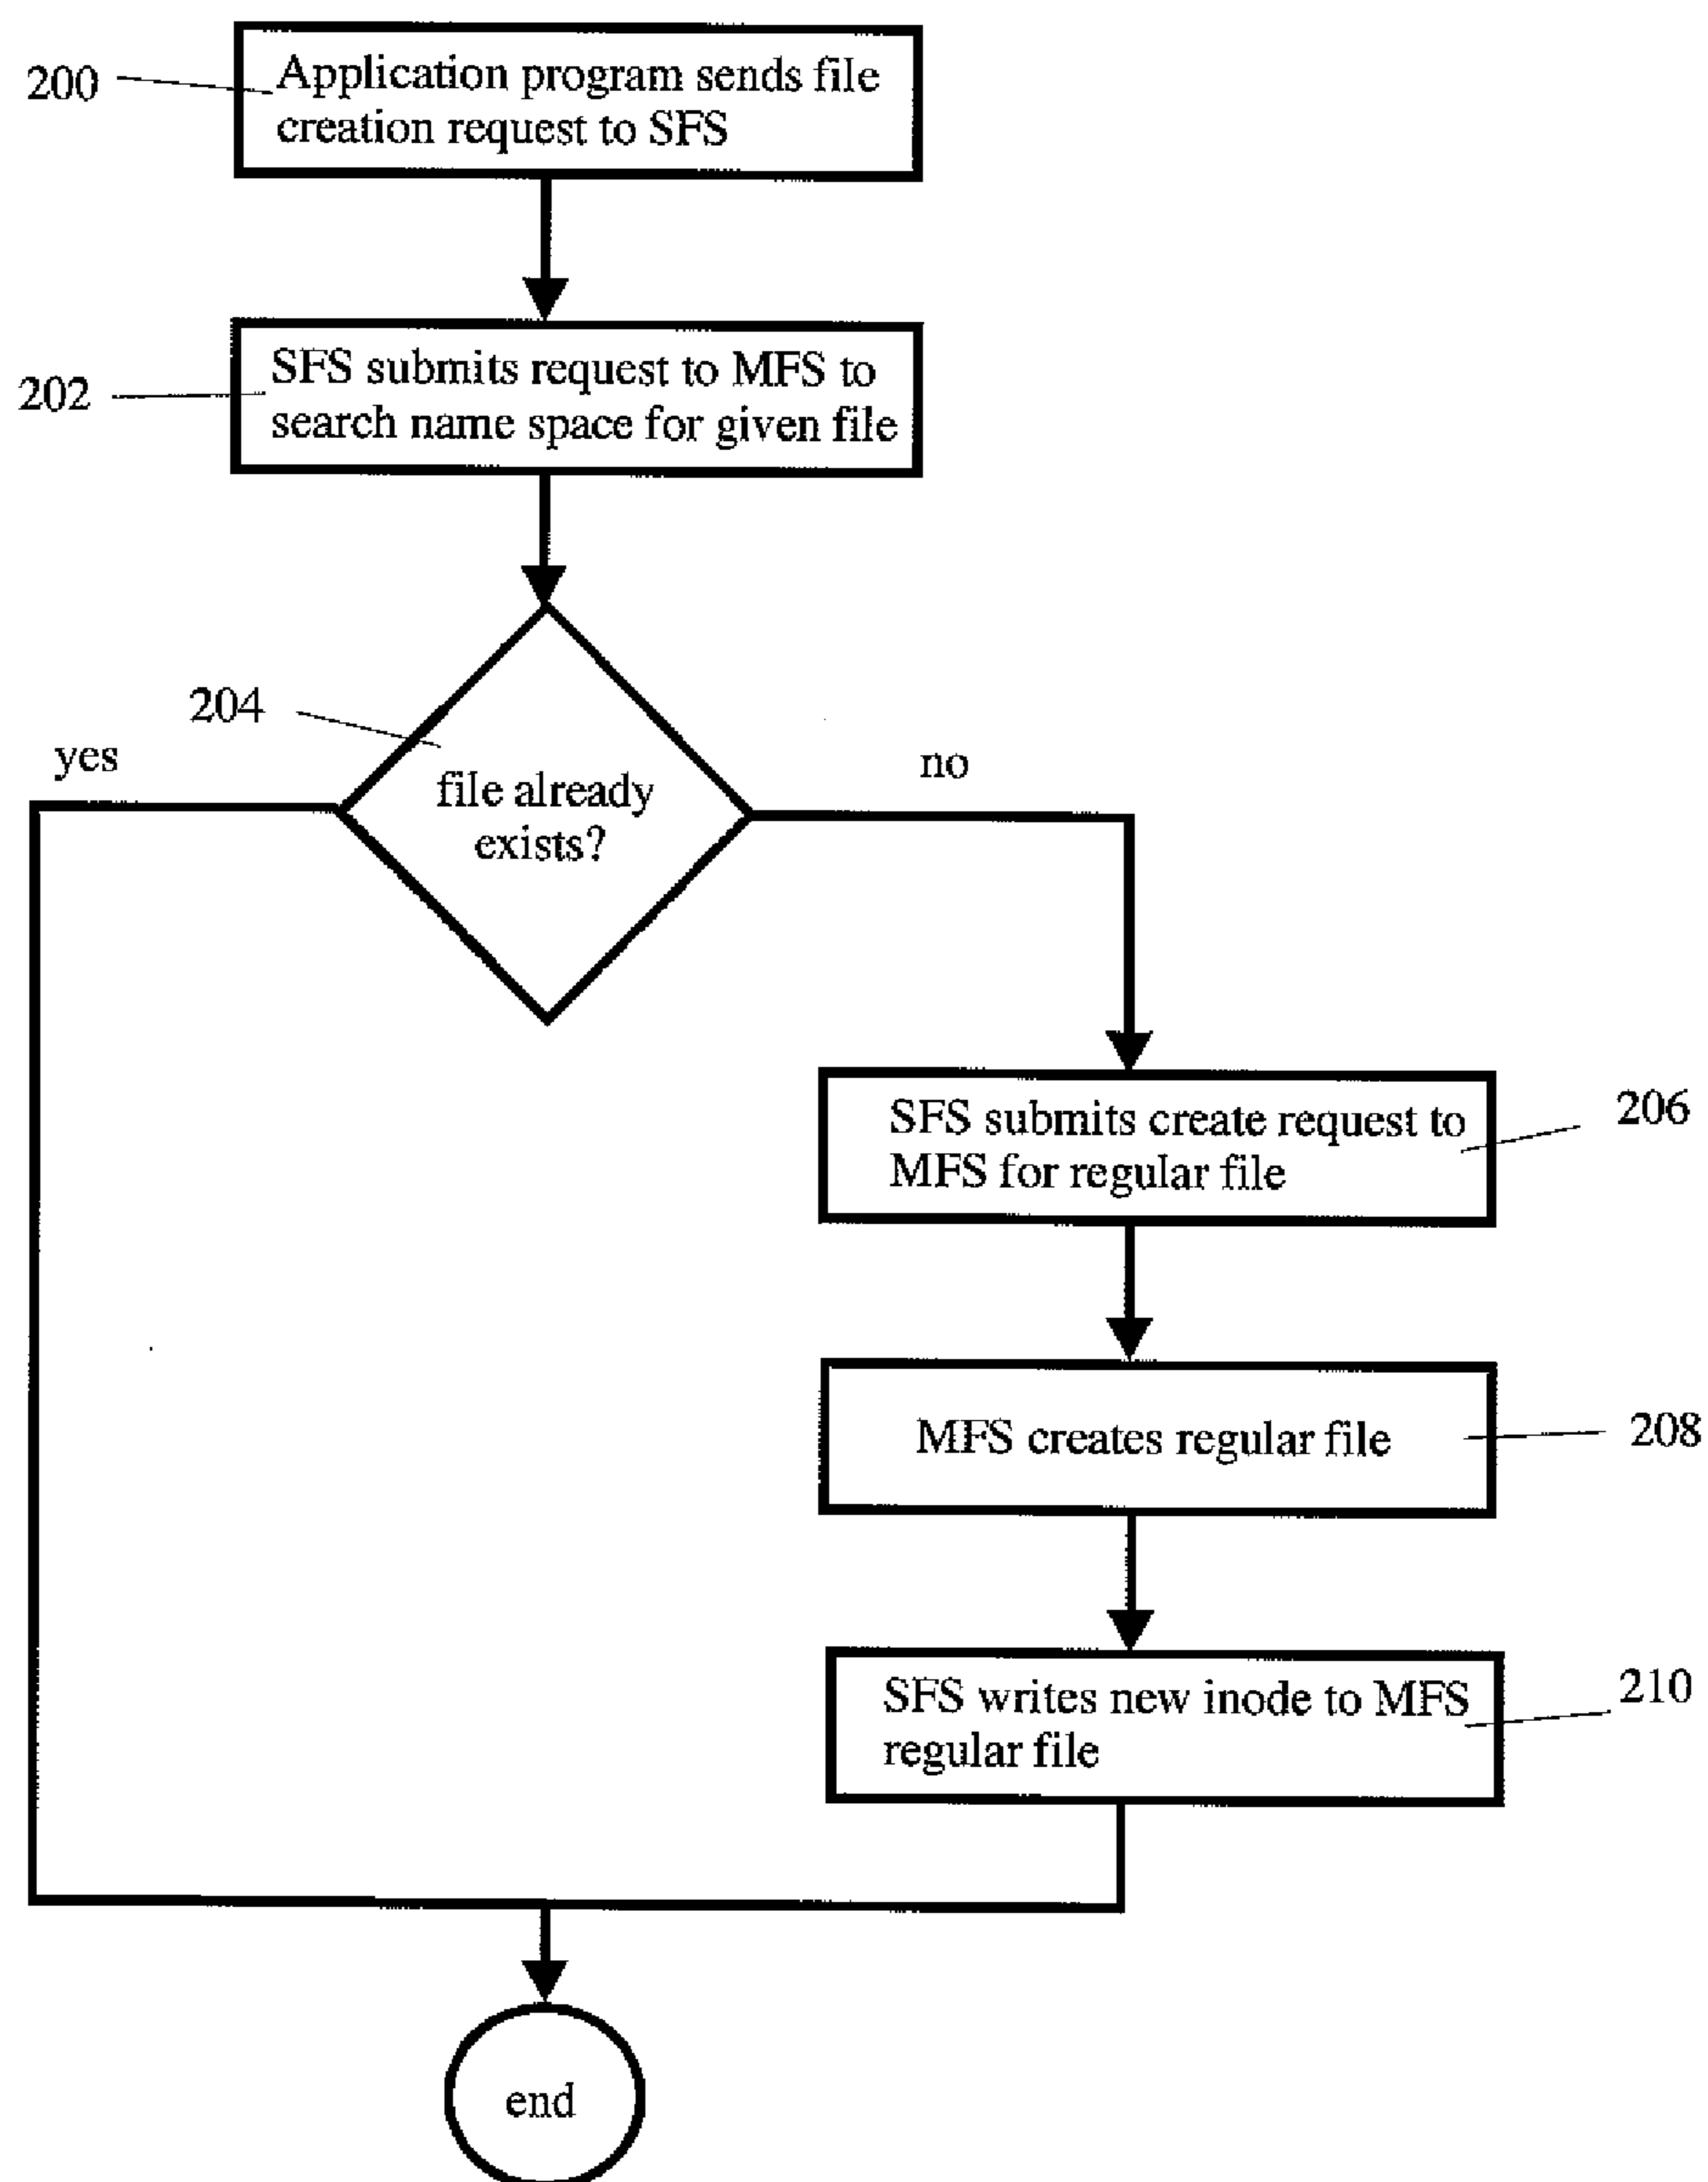 200
Application program sends file
creation request to SFS
202
SFS submits request to MFS to
search name space for given file
204
yes
no
file already
exists?
SFS submits create request to
MFS for regular file
206
MFS creates regular file
208
SFS writes new inode to MFS
regular file
210
end